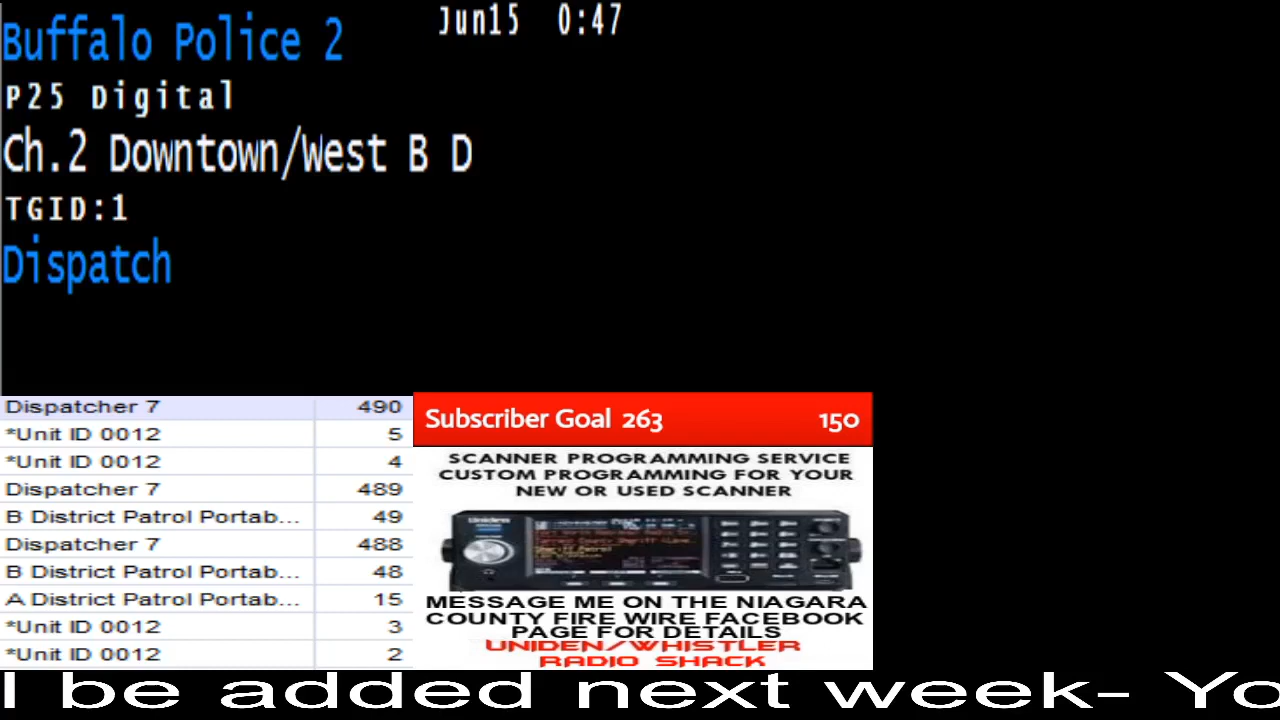 Buffalo Police 2
Jun15 0:47
P25 Digital
Ch.2 Downtown/West B D
TGID:1
Dispatch
Dispatcher 7 490
*Unit ID 0012 5
*Unit ID 0012 4
Dispatcher 7 489
B District Patrol Portab... 49
Dispatcher 7 488
B District Patrol Portab... 48
A District Patrol Portab... 15
*Unit ID 0012 3
*Unit ID 0012 2
Subscriber Goal 263 150
SCANNER PROGRAMMING SERVICE
CUSTOM PROGRAMMING FOR YOUR
NEW OR USED SCANNER
Uniden
MESSAGE ME ON THE NIAGARA
COUNTY FIRE WIRE FACEBOOK
PAGE FOR DETAILS
UNIDEN/WHISTLER
RADIO SHACK
l be added next week- Yo